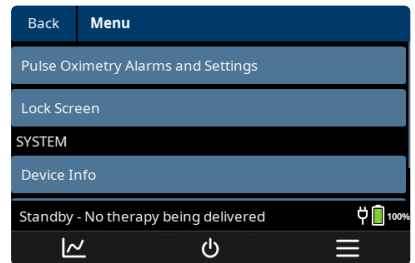 Back Menu
Pulse Oximetry Alarms and Settings
Lock Screen
SYSTEM
Device Info
Standby - No therapy being delivered 100%